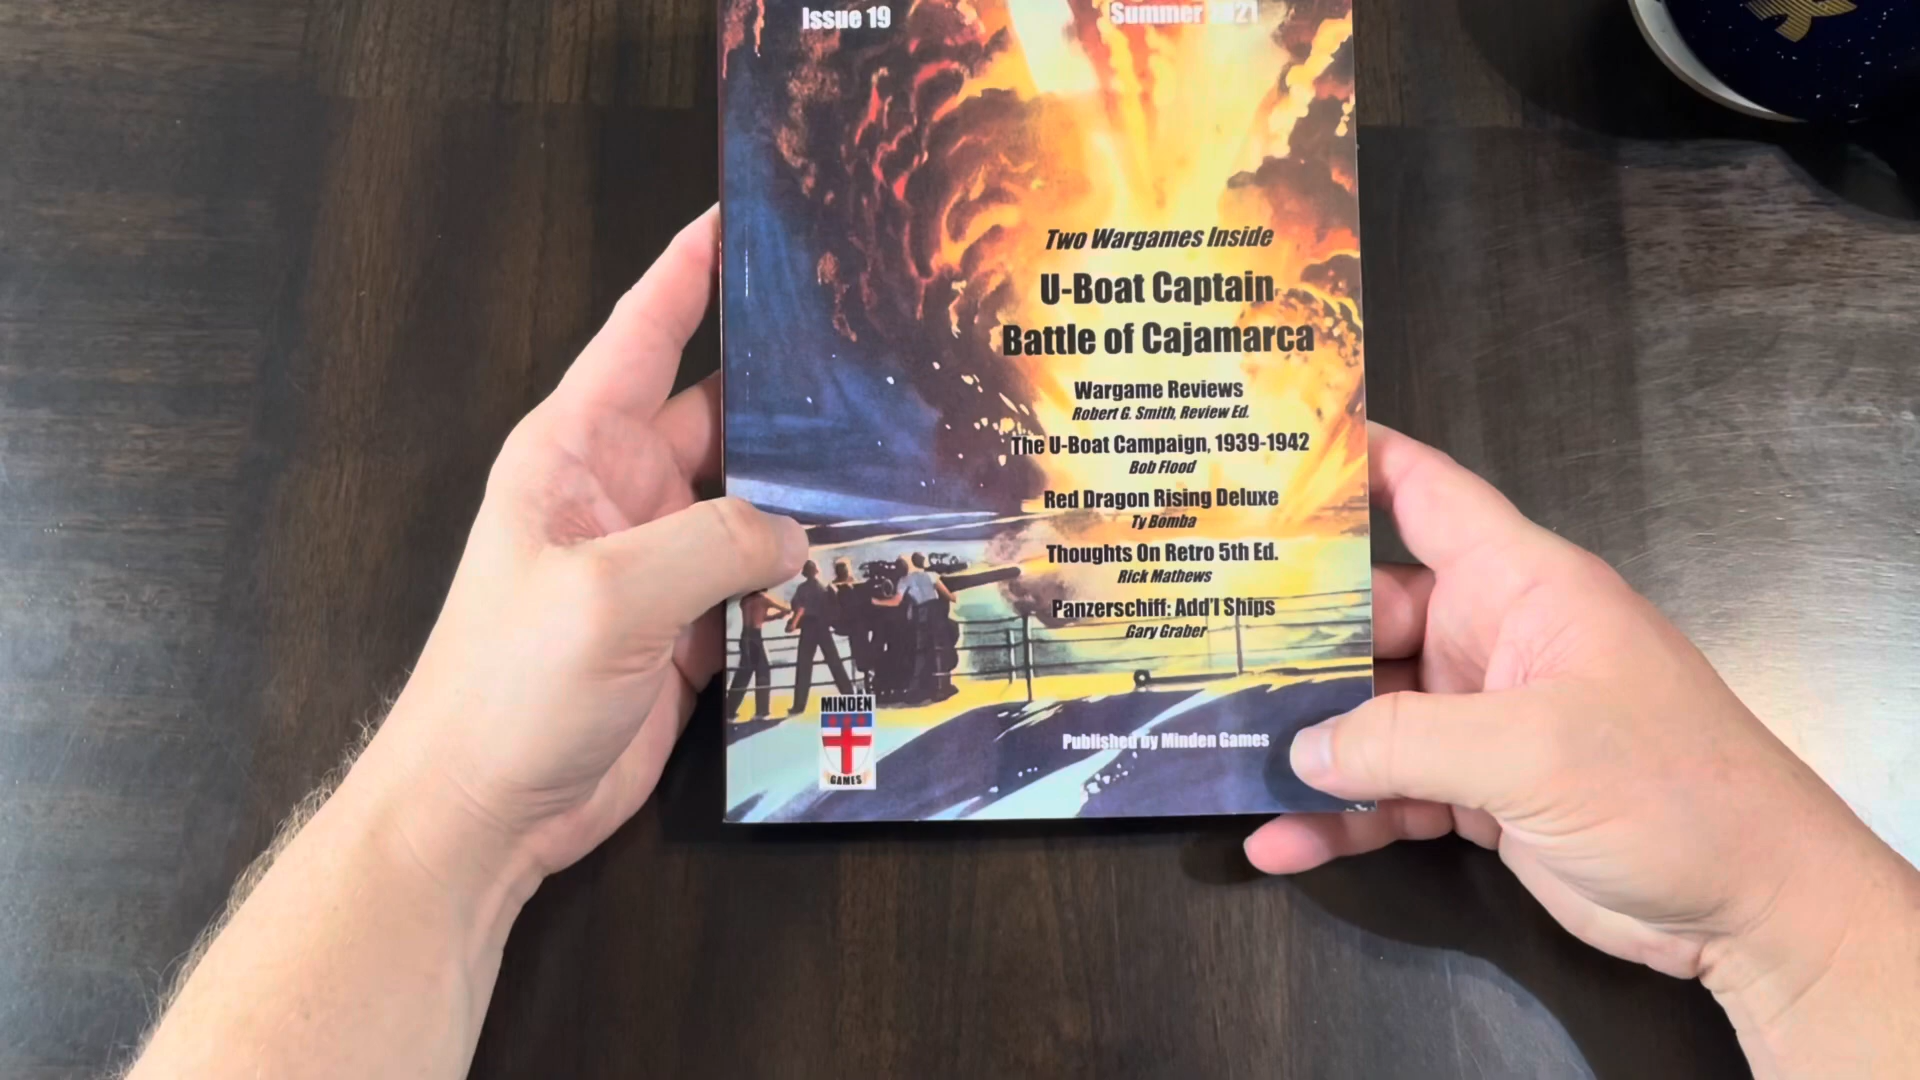 Issue 19
Summer 2021
Two Wargames Inside
U-Boat Captain
Battle of Cajamarca
Wargame Reviews
Robert G. Smith, Review Ed.
The U-Boat Campaign, 1939-1942
Bob Flood
Red Dragon Rising Deluxe
Ty Bomba
Thoughts On Retro 5th Ed.
Rick Mathews
Panzerschiff: Add'l Ships
Gary Graber
MINDEN
GAMES
Published by Minden Games